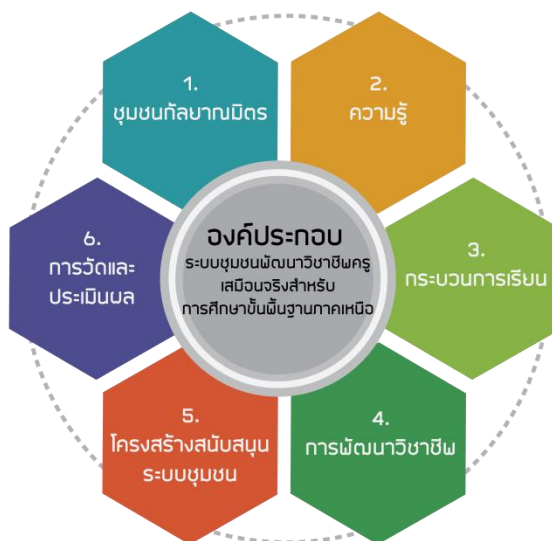 องค์ประกอบ
ระบบชุมชนพัฒนาวิชาชีพครู
เสมือนจริงสำหรับ
การศึกษาขั้นพื้นฐานภาคเหนือ
1.
ชุมชนกัลยาณมิตร
2.
ความรู้
3.
กระบวนการเรียน
4.
การพัฒนาวิชาชีพ
5.
โครงสร้างสนับสนุน
ระบบชุมชน
6.
การวัดและ
ประเมินผล